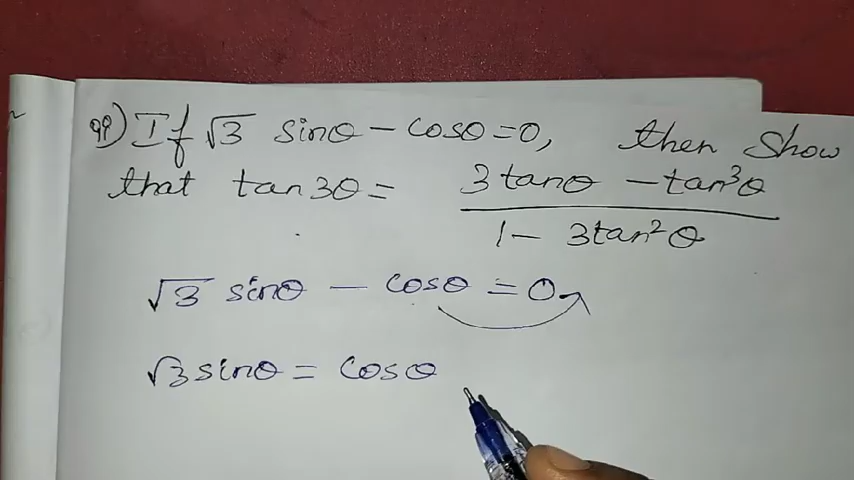 99) If √3 sinθ - cosθ = 0, then show
that tan3θ = (3tanθ - tan³θ) / (1 - 3tan²θ)
√3 sinθ - cosθ = 0
√3 sinθ = cosθ